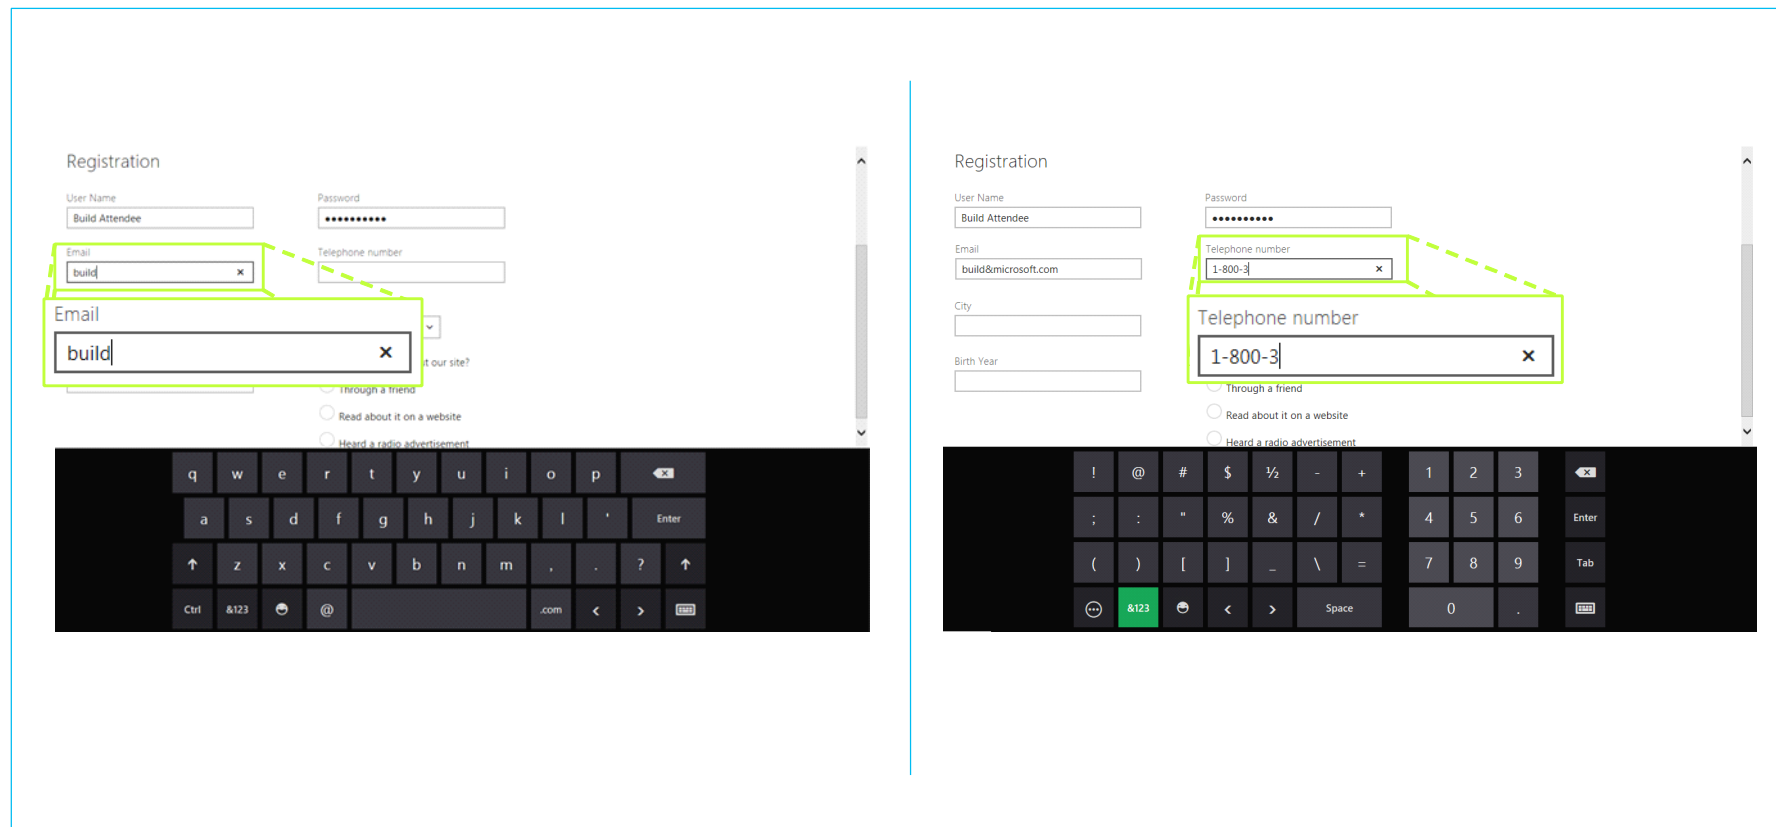 Registration
User Name
Build Attendee
Password
••••••••••
Email
build
Telephone number
Email
build
t our site?
Through a friend
Read about it on a website
Heard a radio advertisement
q w e r t y u i o p
a s d f g h j k l ' Enter
z x c v b n m , . ?
Ctrl &123 @ .com < >
Registration
User Name
Build Attendee
Password
••••••••••
Email
build&microsoft.com
Telephone number
1-800-3
City
Birth Year
Telephone number
1-800-3
Through a friend
Read about it on a website
Heard a radio advertisement
! @ # $ ½ - + 1 2 3
; : " % & / * 4 5 6 Enter
( ) [ ] _ \ = 7 8 9 Tab
&123 < > Space 0 .